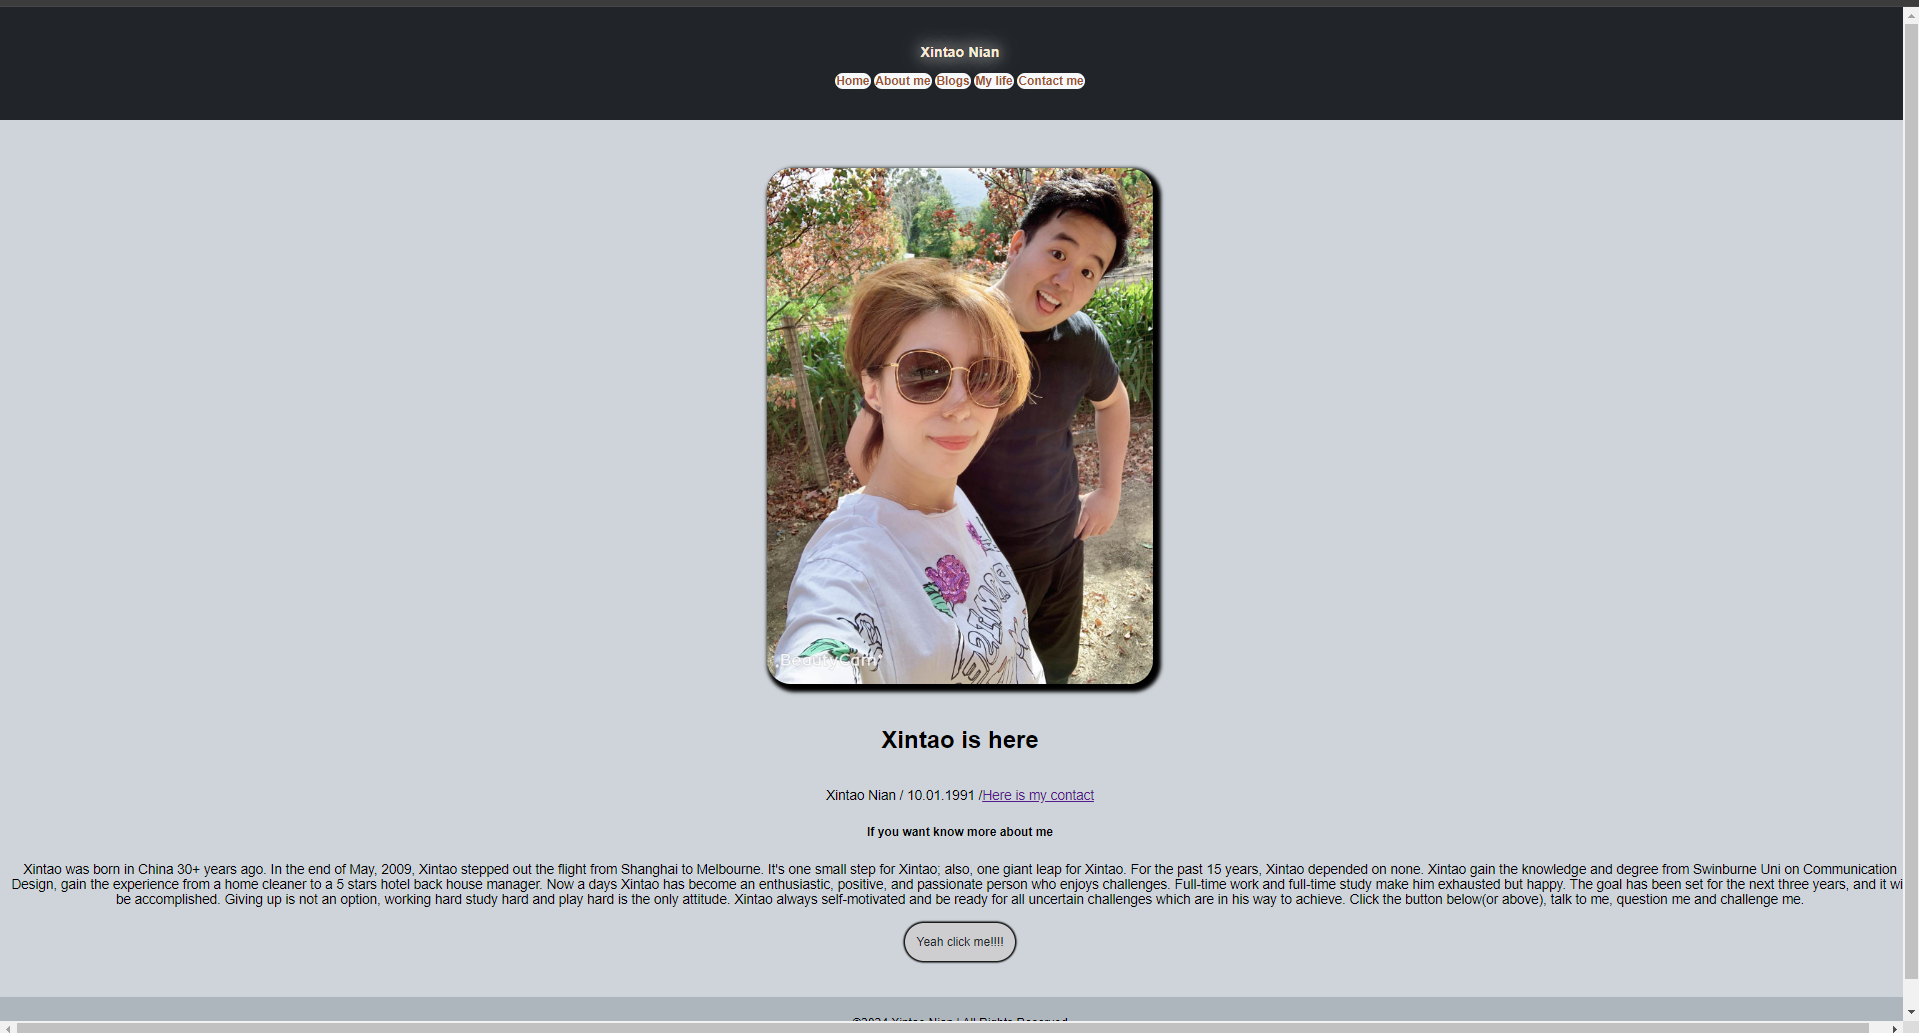 Xintao Nian
Home About me Blogs My life Contact me
BeautyCam
Xintao is here
Xintao Nian / 10.01.1991 /Here is my contact
If you want know more about me
Xintao was born in China 30+ years ago. In the end of May, 2009, Xintao stepped out the flight from Shanghai to Melbourne. It's one small step for Xintao; also, one giant leap for Xintao. For the past 15 years, Xintao depended on none. Xintao gain the knowledge and degree from Swinburne Uni on Communication
Design, gain the experience from a home cleaner to a 5 stars hotel back house manager. Now a days Xintao has become an enthusiastic, positive, and passionate person who enjoys challenges. Full-time work and full-time study make him exhausted but happy. The goal has been set for the next three years, and it wi
be accomplished. Giving up is not an option, working hard study hard and play hard is the only attitude. Xintao always self-motivated and be ready for all uncertain challenges which are in his way to achieve. Click the button below(or above), talk to me, question me and challenge me.
Yeah click me!!!!
©2024 Xintao Nian | All Rights Reserved